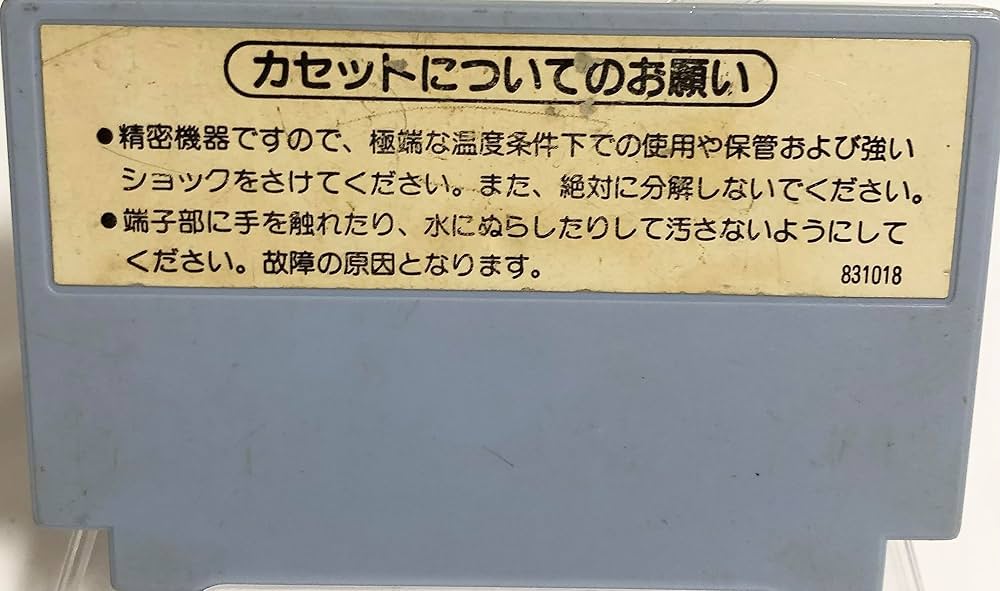 カセットについてのお願い
●精密機器ですので、極端な温度条件下での使用や保管および強い
ショックをさけてください。また、絶対に分解しないでください。
●端子部に手を触れたり、水にぬらしたりして汚さないようにして
ください。故障の原因となります。
831018